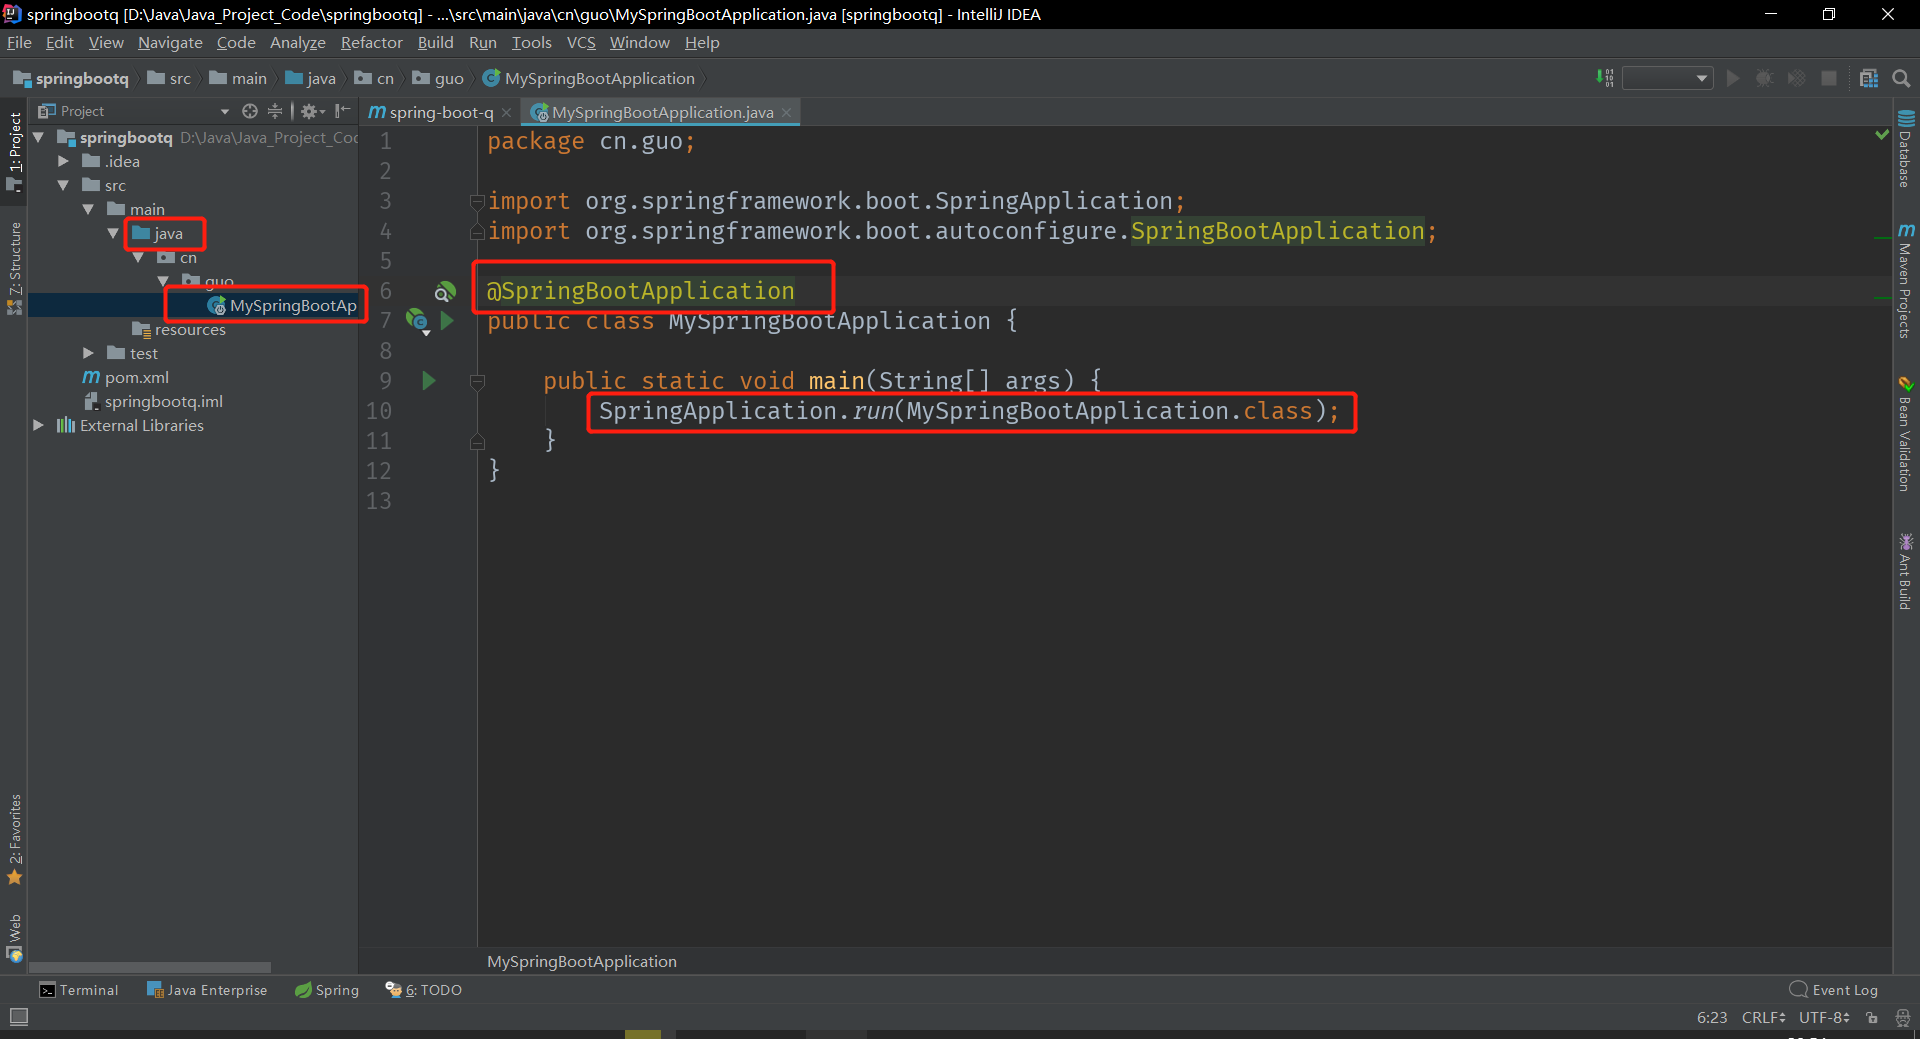 springbootq [D:\Java\Java_Project_Code\springbootq] - ...\src\main\java\cn\guo\MySpringBootApplication.java [springbootq] - IntelliJ IDEA
File Edit View Navigate Code Analyze Refactor Build Run Tools VCS Window Help
springbootq src main java cn guo MySpringBootApplication
Project
spring-boot-q
MySpringBootApplication.java
1: Project
Z: Structure
2: Favorites
Web
springbootq D:\Java\Java_Project_Co
.idea
src
main
java
cn
guo
MySpringBootAp
resources
test
pom.xml
springbootq.iml
External Libraries
1 package cn.guo;
2
3 import org.springframework.boot.SpringApplication;
4 import org.springframework.boot.autoconfigure.SpringBootApplication;
5
6 @SpringBootApplication
7 public class MySpringBootApplication {
8
9 public static void main(String[] args) {
10 SpringApplication.run(MySpringBootApplication.class);
11 }
12 }
13
MySpringBootApplication
Database
Maven Projects
Bean Validation
Ant Build
Terminal Java Enterprise Spring 6: TODO Event Log
6:23 CRLF UTF-8